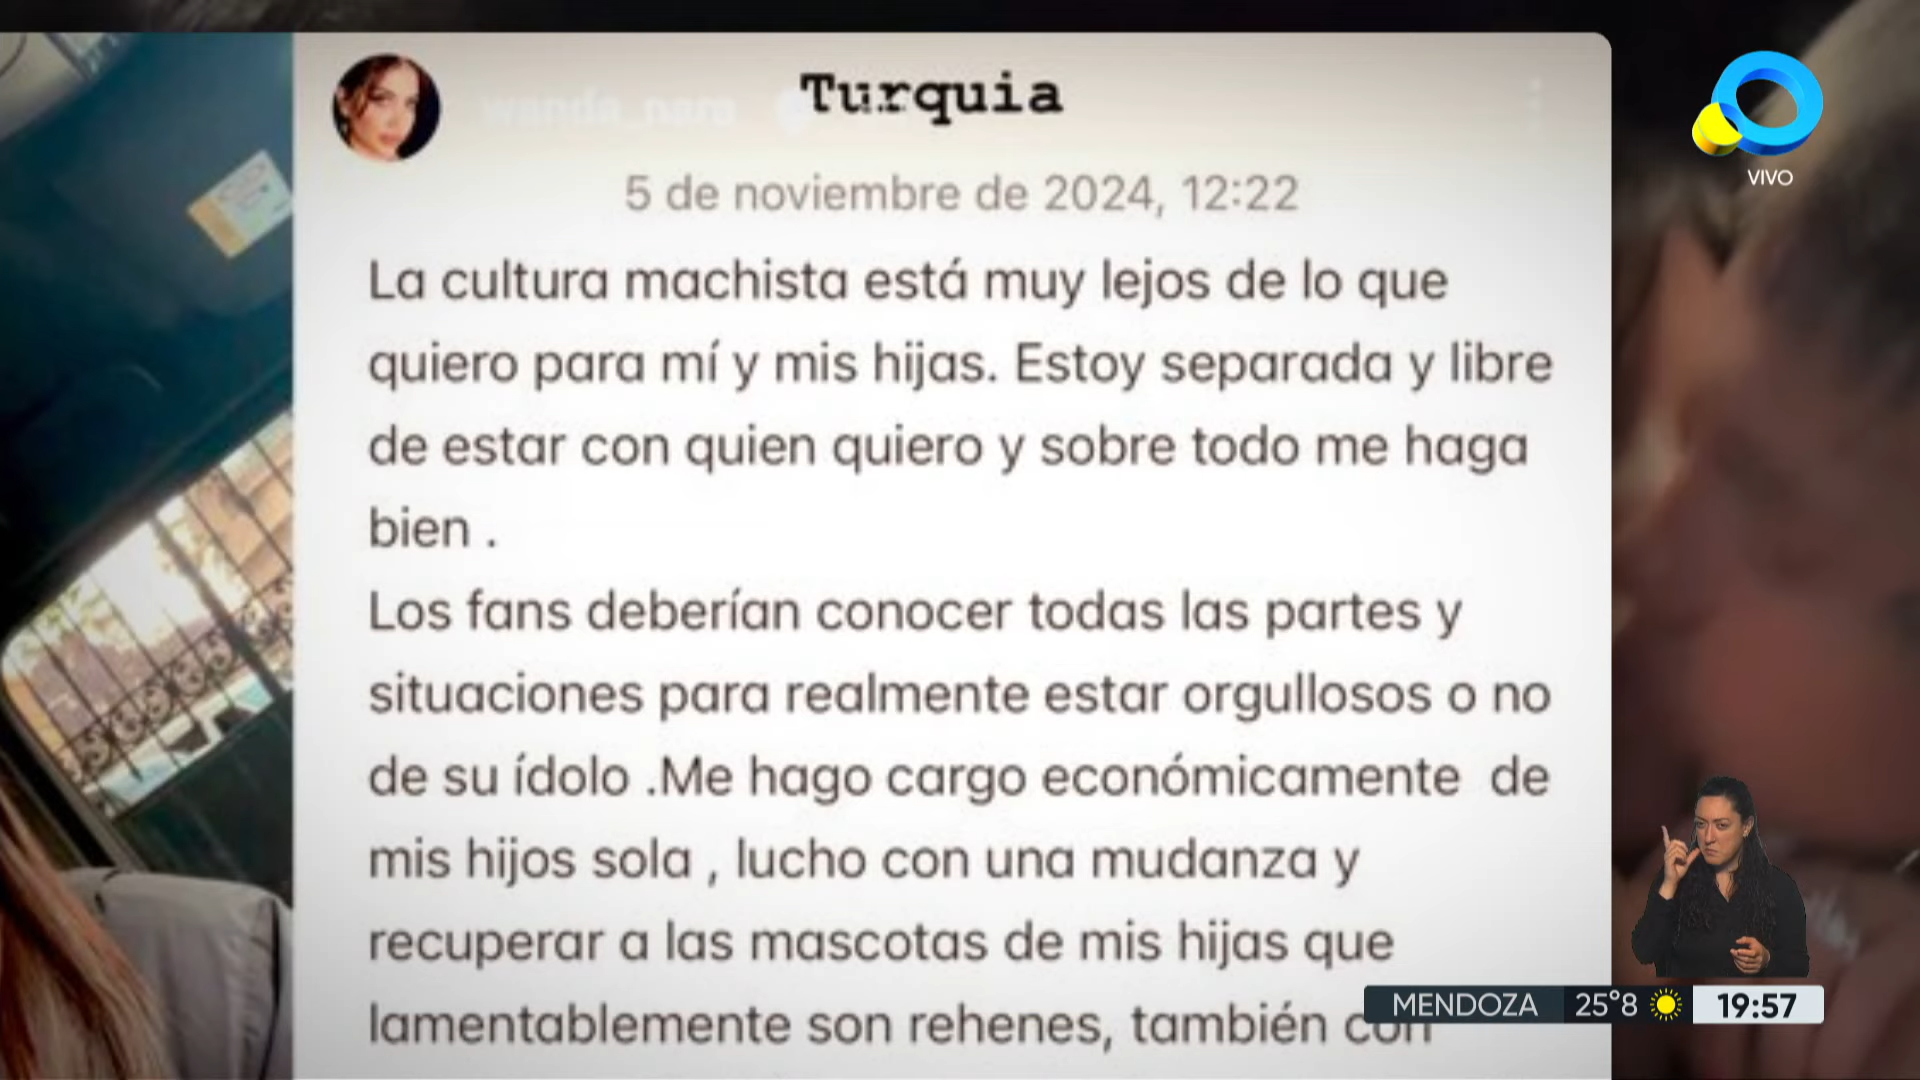 wanda_nara
Turquia
VIVO
5 de noviembre de 2024, 12:22
La cultura machista está muy lejos de lo que
quiero para mí y mis hijas. Estoy separada y libre
de estar con quien quiero y sobre todo me haga
bien .
Los fans deberían conocer todas las partes y
situaciones para realmente estar orgullosos o no
de su ídolo .Me hago cargo económicamente  de
mis hijos sola , lucho con una mudanza y
recuperar a las mascotas de mis hijas que
lamentablemente son rehenes, también con
MENDOZA 25°8 19:57